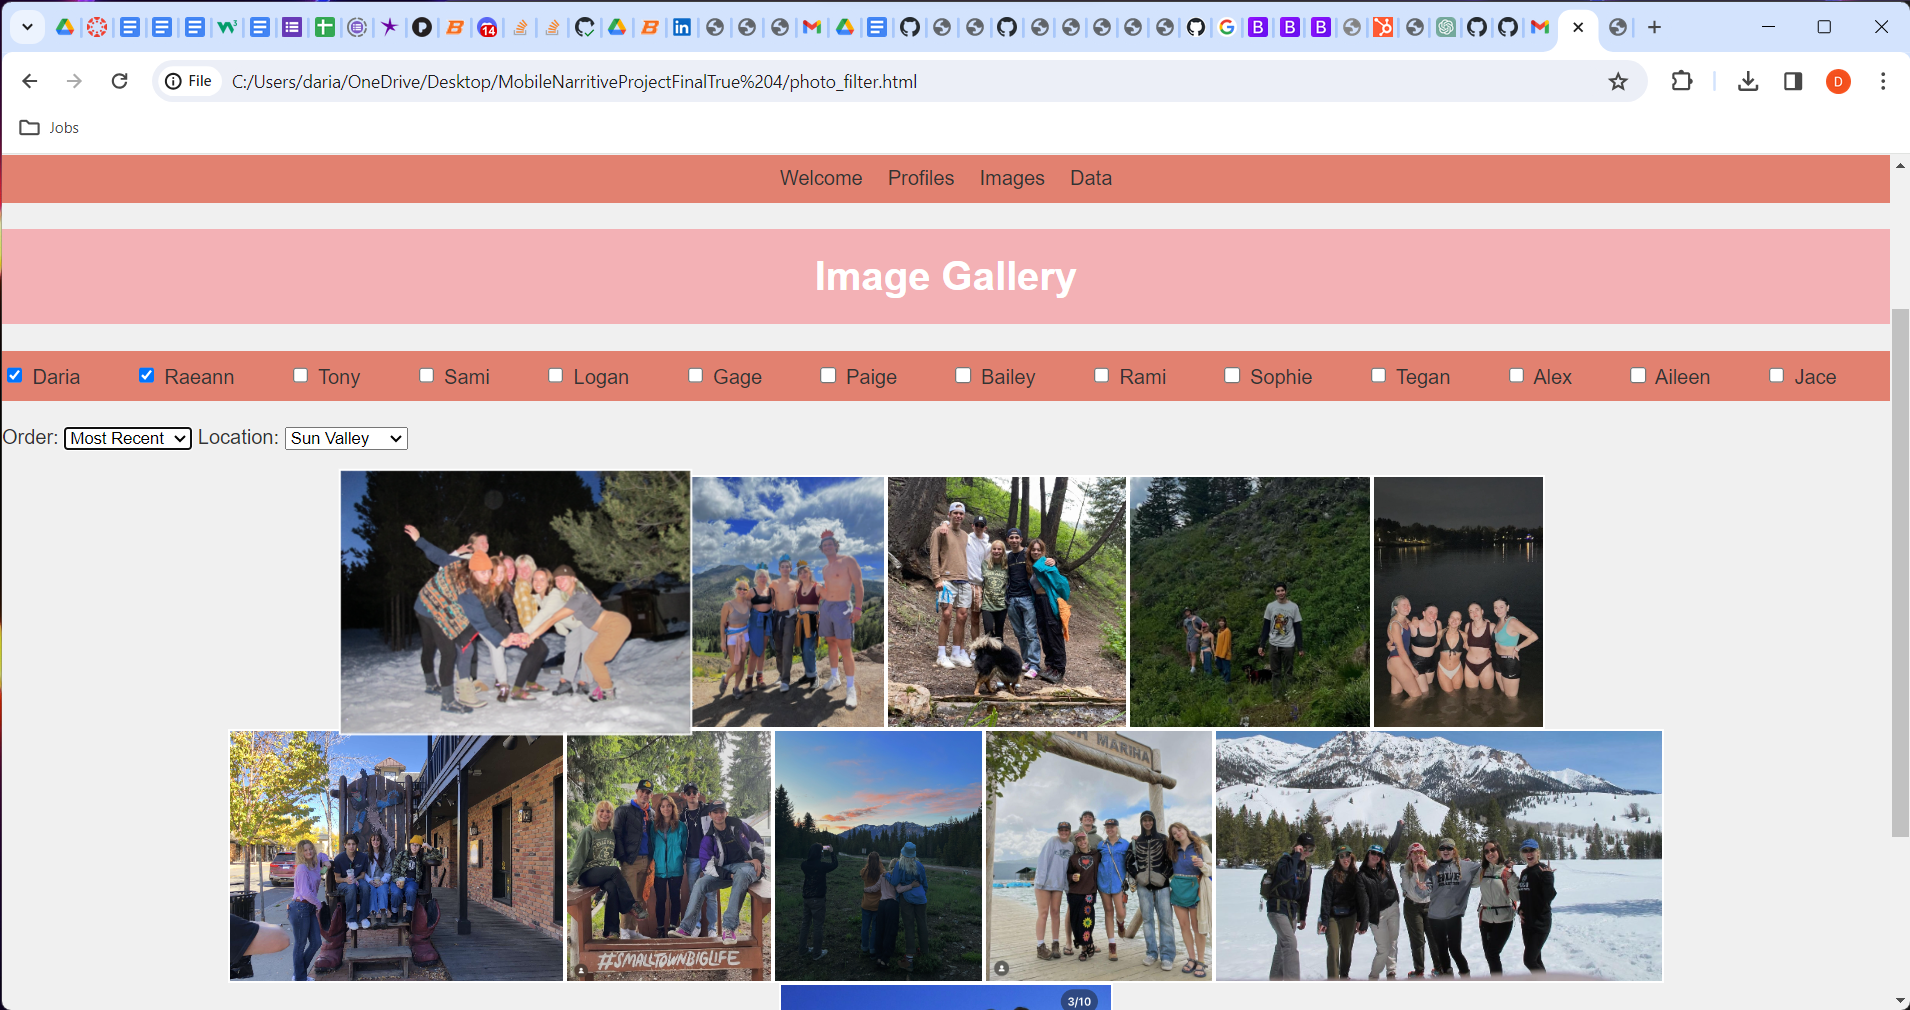 14
File C:/Users/daria/OneDrive/Desktop/MobileNarritiveProjectFinalTrue%204/photo_filter.html D
Jobs
Welcome Profiles Images Data
Image Gallery
Daria Raeann Tony Sami Logan Gage Paige Bailey Rami Sophie Tegan Alex Aileen Jace
Order: Most Recent Location: Sun Valley
#SMALLTOWNBIGLIFE
3/10